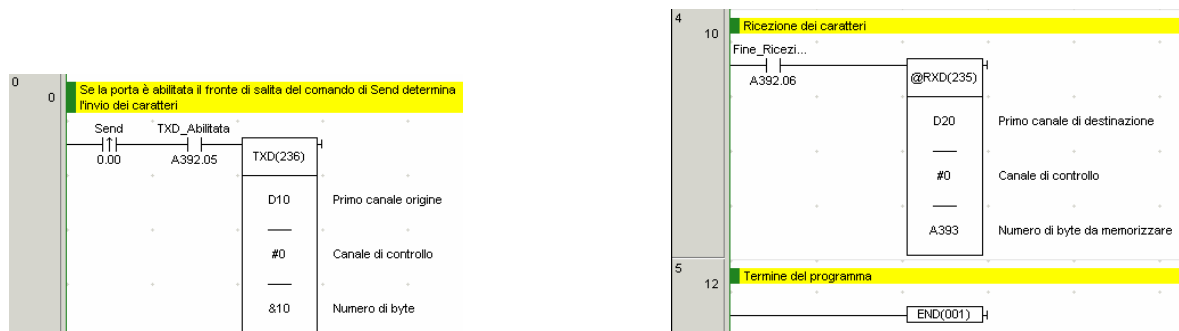 0
0
Se la porta è abilitata il fronte di salita del comando di Send determina
l'invio dei caratteri
Send
TXD_Abilitata
0.00
A392.05
TXD(236)
D10
Primo canale origine
#0
Canale di controllo
&10
Numero di byte
4
10
Ricezione dei caratteri
Fine_Ricezi...
A392.06
@RXD(235)
D20
Primo canale di destinazione
#0
Canale di controllo
A393
Numero di byte da memorizzare
5
12
Termine del programma
END(001)